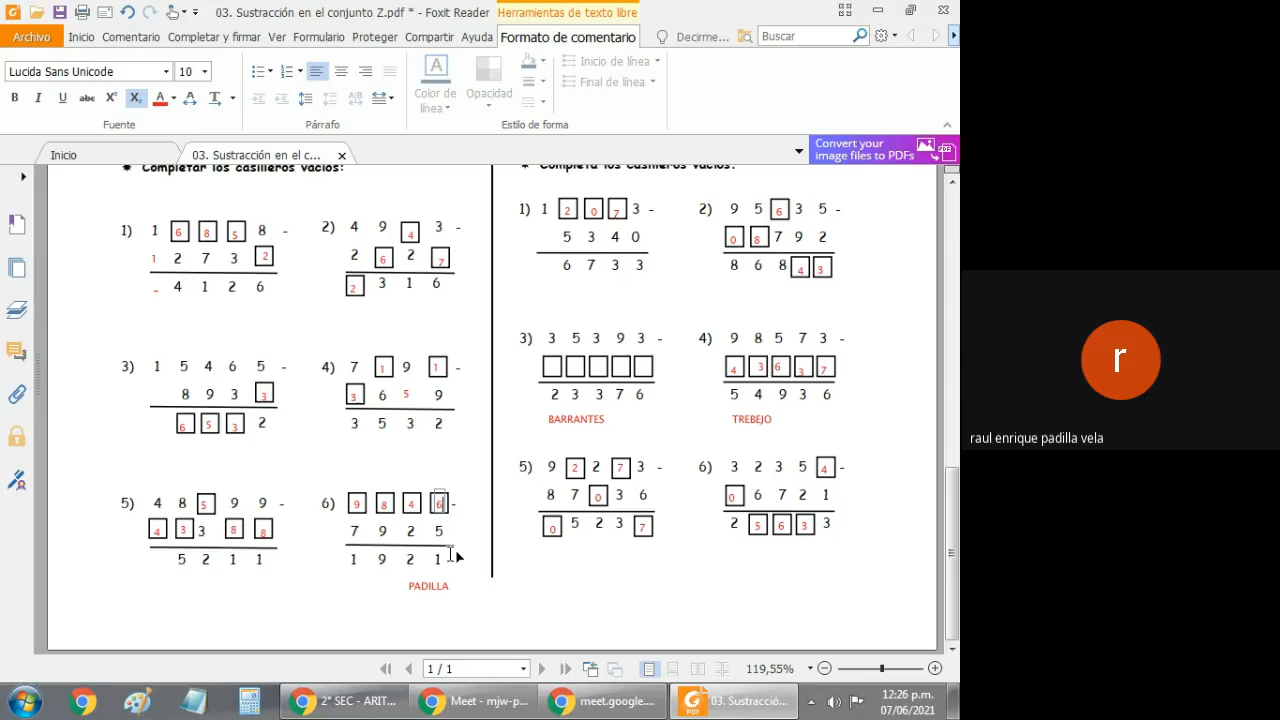 03. Sustracción en el conjunto Z.pdf * - Foxit Reader
Herramientas de texto libre
Archivo Inicio Comentario Completar y firmar Ver Formulario Proteger Compartir Ayuda Formato de comentario Decirme... Buscar
Lucida Sans Unicode 10
Color de línea
Opacidad
Inicio de línea
Final de línea
Fuente Párrafo Estilo de forma
Inicio
03. Sustracción en el c...
Convert your image files to PDFs
* Completar los casilleros vacíos:
1) 1 6 8 5 8 -
1 2 7 3 2
4 1 2 6
2) 4 9 4 3 -
2 6 2 7
2 3 1 6
3) 1 5 4 6 5 -
8 9 3 3
6 5 3 2
4) 7 1 9 1 -
3 6 5 9
3 5 3 2
5) 4 8 5 9 9 -
4 3 3 8 8
5 2 1 1
6) 9 8 4 6 -
7 9 2 5
1 9 2 1
PADILLA
* Completa los casilleros vacíos:
1) 1 2 0 7 3 -
5 3 4 0
6 7 3 3
2) 9 5 6 3 5 -
0 8 7 9 2
8 6 8 4 3
3) 3 5 3 9 3 -
2 3 3 7 6
BARRANTES
4) 9 8 5 7 3 -
4 3 6 3 7
5 4 9 3 6
TREBEJO
5) 9 2 2 7 3 -
8 7 0 3 6
0 5 2 3 7
6) 3 2 3 5 4 -
0 6 7 2 1
2 5 6 3 3
r
raul enrique padilla vela
1 / 1
119,55%
2° SEC - ARIT...
Meet - mjw-p...
meet.google....
03. Sustracció...
12:26 p.m.
07/06/2021